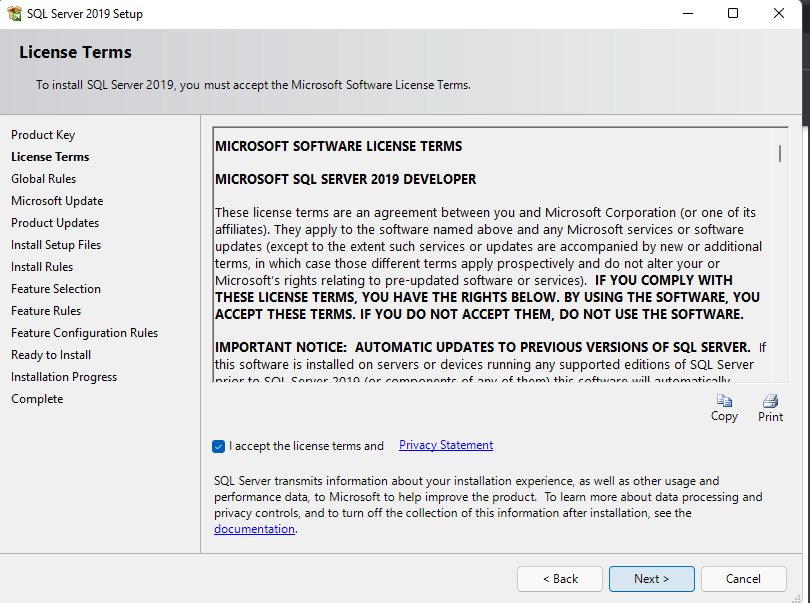 SQL Server 2019 Setup
License Terms
To install SQL Server 2019, you must accept the Microsoft Software License Terms.
Product Key
License Terms
Global Rules
Microsoft Update
Product Updates
Install Setup Files
Install Rules
Feature Selection
Feature Rules
Feature Configuration Rules
Ready to Install
Installation Progress
Complete
MICROSOFT SOFTWARE LICENSE TERMS
MICROSOFT SQL SERVER 2019 DEVELOPER
These license terms are an agreement between you and Microsoft Corporation (or one of its
affiliates). They apply to the software named above and any Microsoft services or software
updates (except to the extent such services or updates are accompanied by new or additional
terms, in which case those different terms apply prospectively and do not alter your or
Microsoft's rights relating to pre-updated software or services).  IF YOU COMPLY WITH
THESE LICENSE TERMS, YOU HAVE THE RIGHTS BELOW. BY USING THE SOFTWARE, YOU
ACCEPT THESE TERMS. IF YOU DO NOT ACCEPT THEM, DO NOT USE THE SOFTWARE.
IMPORTANT NOTICE:  AUTOMATIC UPDATES TO PREVIOUS VERSIONS OF SQL SERVER.  If
this software is installed on servers or devices running any supported editions of SQL Server
prior to SQL Server 2019 (or components of any of them) this software will automatically
Copy
Print
I accept the license terms and Privacy Statement
SQL Server transmits information about your installation experience, as well as other usage and
performance data, to Microsoft to help improve the product.  To learn more about data processing and
privacy controls, and to turn off the collection of this information after installation, see the
documentation.
< Back
Next >
Cancel